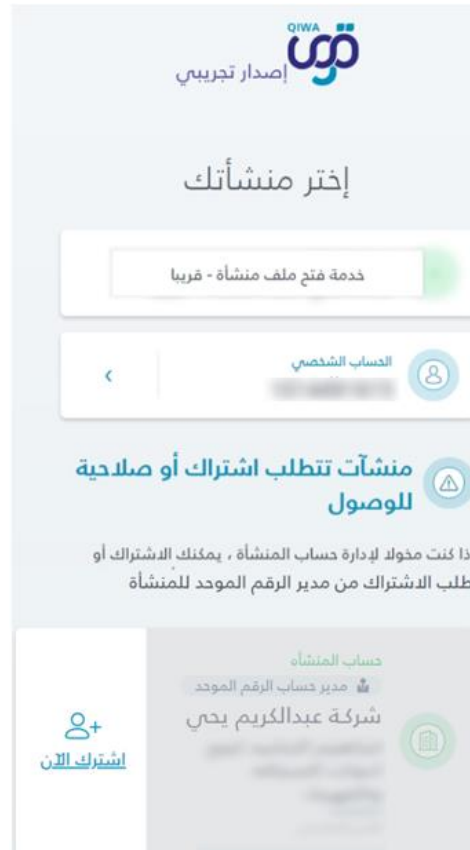 QIWA
قوى
إصدار تجريبي
إختر منشأتك
خدمة فتح ملف منشأة - قريبا
الحساب الشخصي
منشآت تتطلب اشتراك أو صلاحية
للوصول
ذا كنت مخولا لإدارة حساب المنشأة ، يمكنك الاشتراك أو
طلب الاشتراك من مدير الرقم الموحد للمنشأة
حساب المنشأه
مدير حساب الرقم الموحد
شركة عبدالكريم يحي
اشترك الآن